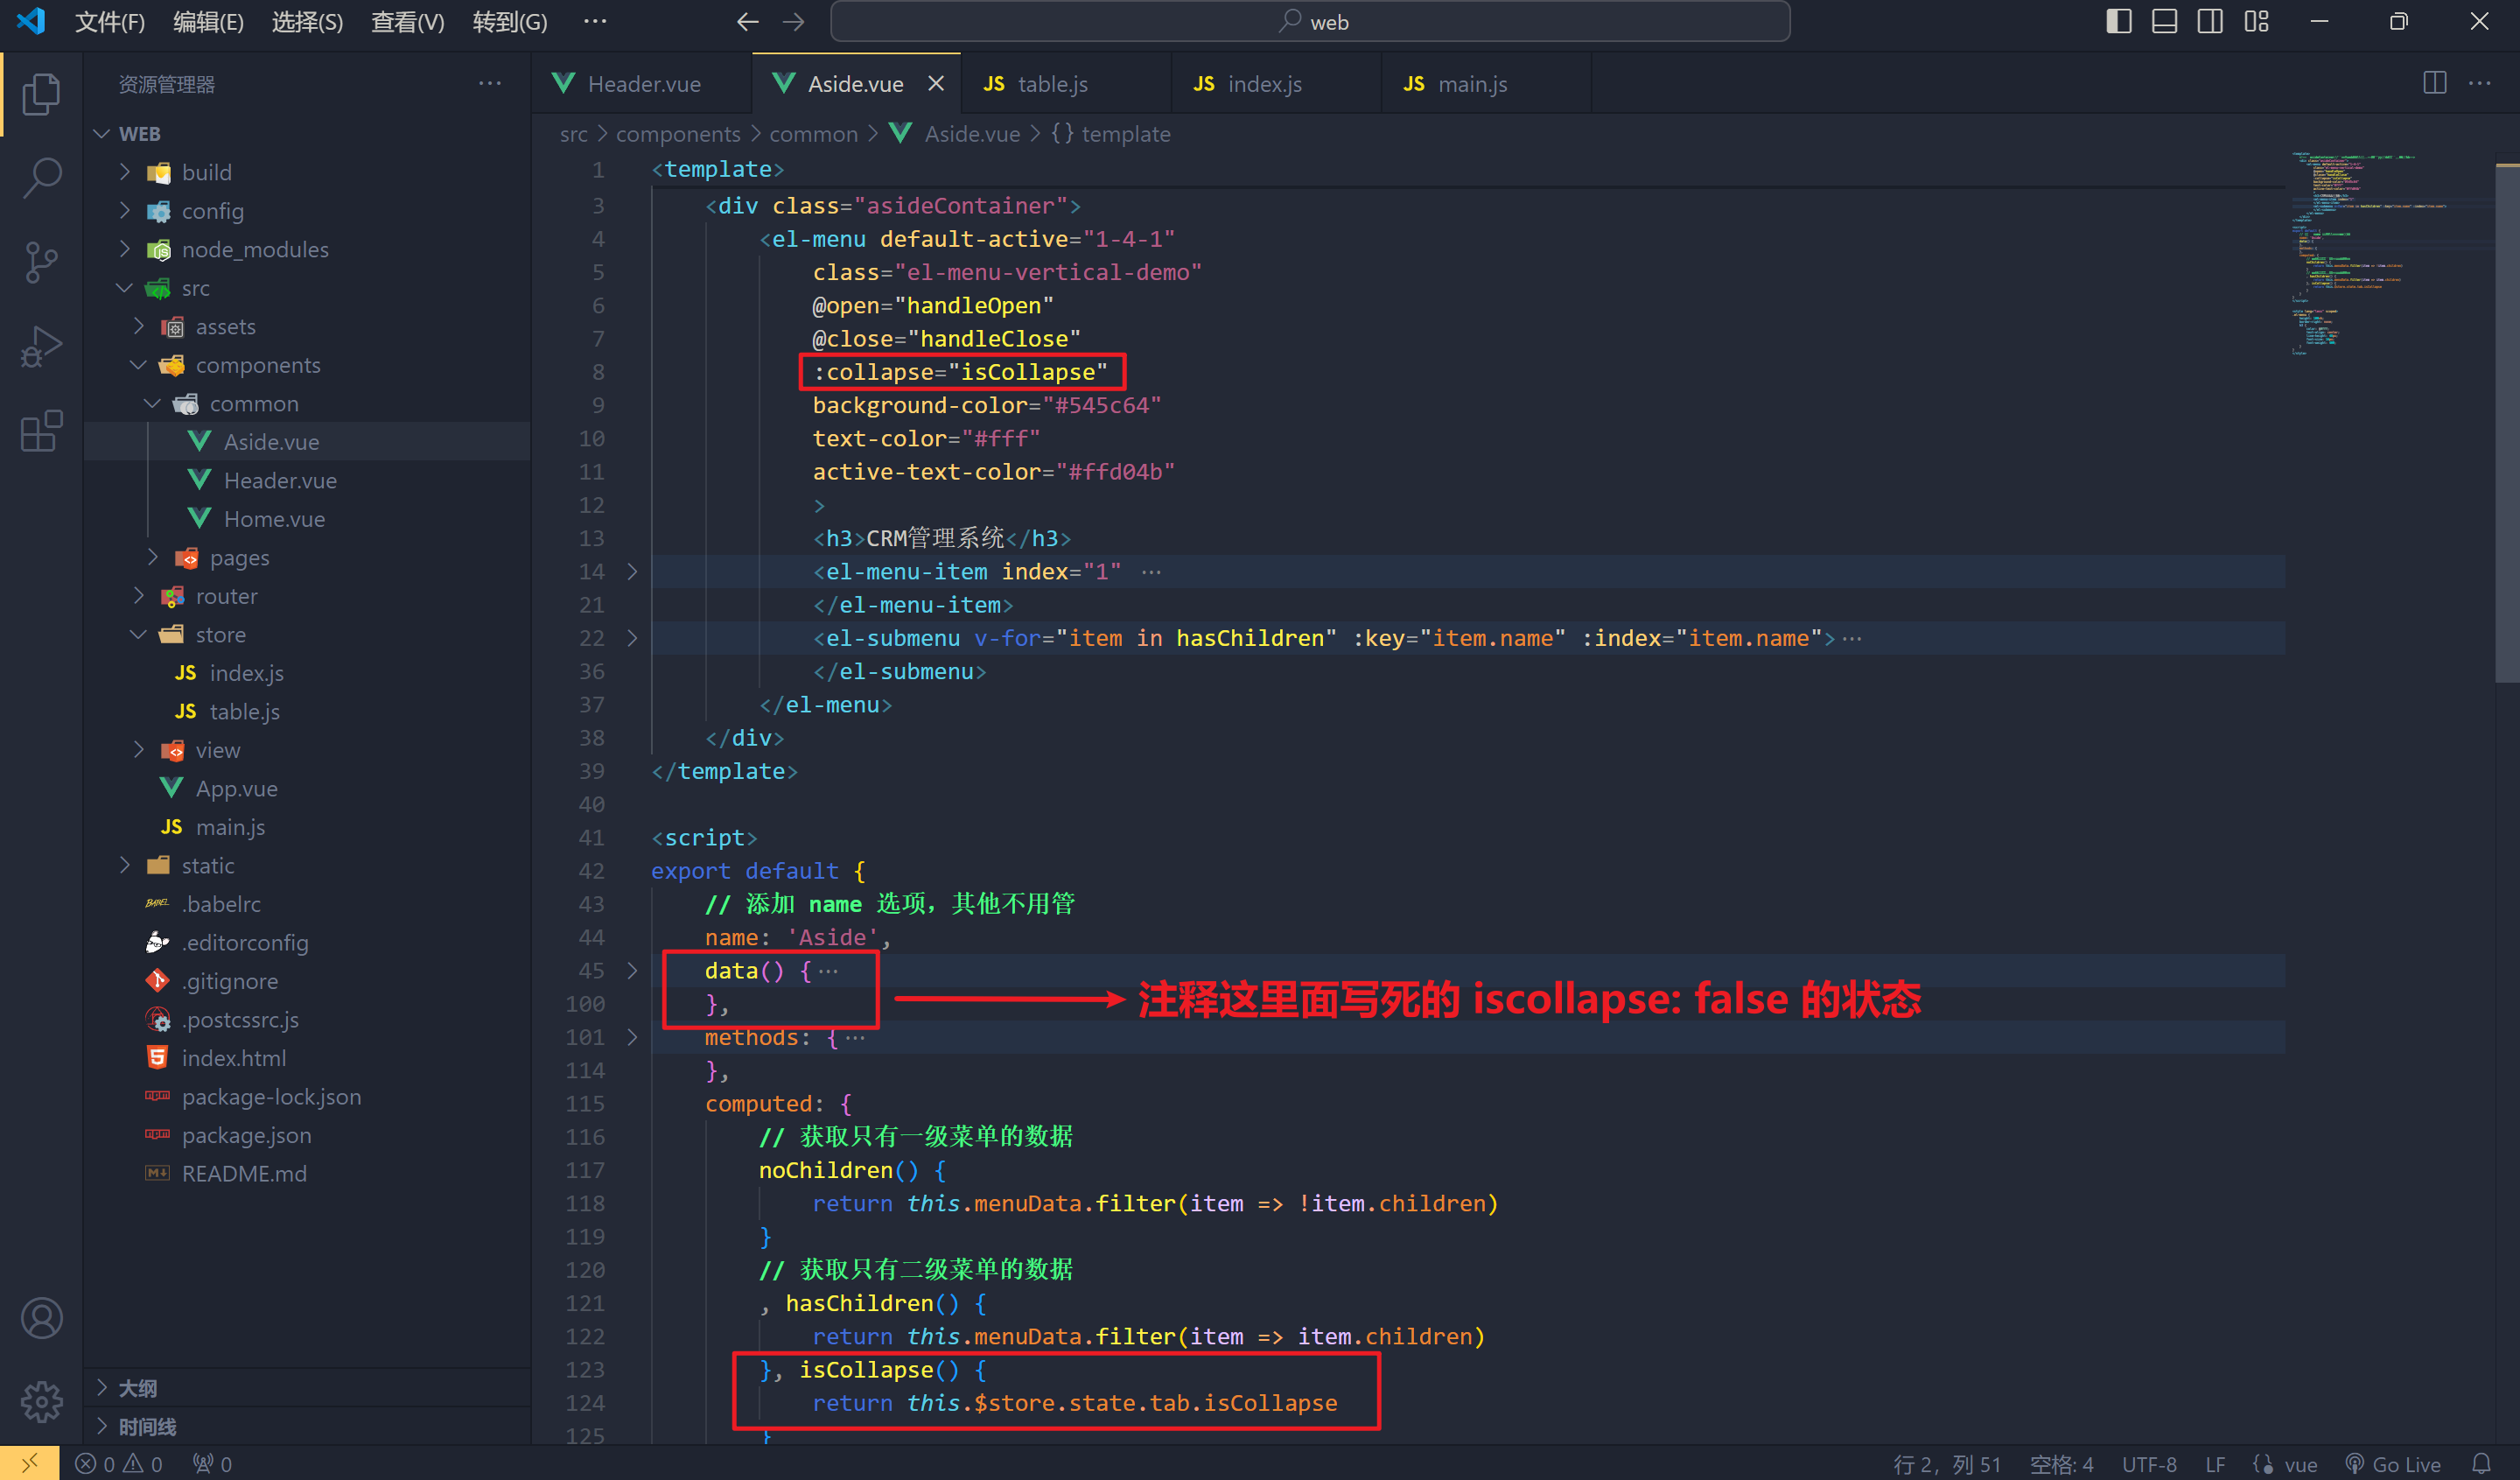 文件(F) 编辑(E) 选择(S) 查看(V) 转到(G) ··· web
资源管理器 ···
WEB
build
config
node_modules
src
assets
components
common
Aside.vue
Header.vue
Home.vue
pages
router
store
JS index.js
JS table.js
view
App.vue
JS main.js
static
BABEL .babelrc
.editorconfig
.gitignore
.postcssrc.js
index.html
package-lock.json
package.json
README.md
大纲
时间线
Header.vue Aside.vue JS table.js JS index.js JS main.js
src > components > common > Aside.vue > {} template
1 <template>
3 <div class="asideContainer">
4 <el-menu default-active="1-4-1"
5 class="el-menu-vertical-demo"
6 @open="handleOpen"
7 @close="handleClose"
8 :collapse="isCollapse"
9 background-color="#545c64"
10 text-color="#fff"
11 active-text-color="#ffd04b"
12 >
13 <h3>CRM管理系统</h3>
14 <el-menu-item index="1" ···
21 </el-menu-item>
22 <el-submenu v-for="item in hasChildren" :key="item.name" :index="item.name">···
36 </el-submenu>
37 </el-menu>
38 </div>
39 </template>
40
41 <script>
42 export default {
43 // 添加 name 选项，其他不用管
44 name: 'Aside',
45 data() {···
100 },
注释这里面写死的 iscollapse: false 的状态
101 methods: {···
114 },
115 computed: {
116 // 获取只有一级菜单的数据
117 noChildren() {
118 return this.menuData.filter(item => !item.children)
119 }
120 // 获取只有二级菜单的数据
121 , hasChildren() {
122 return this.menuData.filter(item => item.children)
123 }, isCollapse() {
124 return this.$store.state.tab.isCollapse
125 }
0 0 0 行 2，列 51 空格: 4 UTF-8 LF vue Go Live